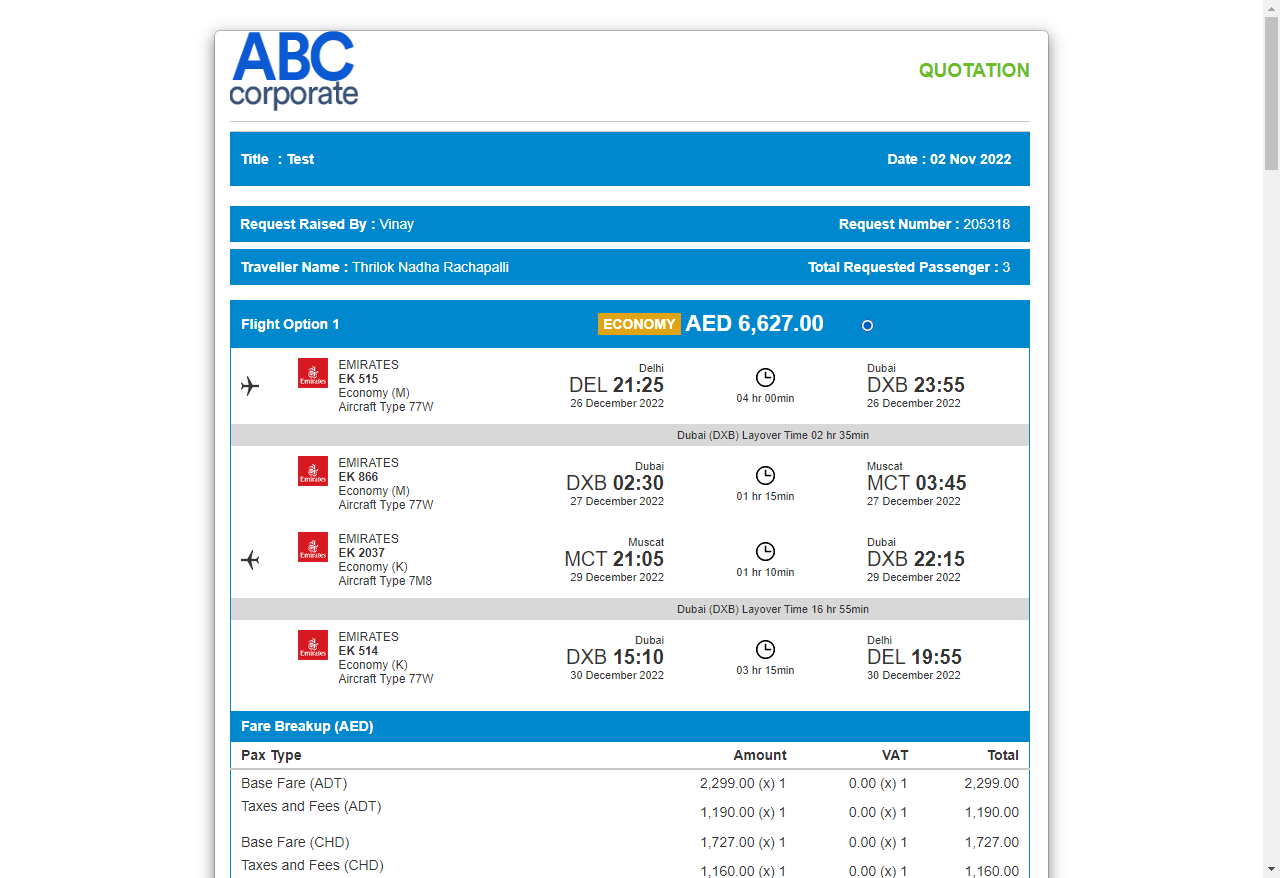 ABC
corporate
QUOTATION
Title : Test Date : 02 Nov 2022
Request Raised By : Vinay Request Number : 205318
Traveller Name : Thrilok Nadha Rachapalli Total Requested Passenger : 3
Flight Option 1 ECONOMY AED 6,627.00
Emirates
EMIRATES
EK 515
Economy (M)
Aircraft Type 77W
Delhi
DEL 21:25
26 December 2022
04 hr 00min
Dubai
DXB 23:55
26 December 2022
Dubai (DXB) Layover Time 02 hr 35min
Emirates
EMIRATES
EK 866
Economy (M)
Aircraft Type 77W
Dubai
DXB 02:30
27 December 2022
01 hr 15min
Muscat
MCT 03:45
27 December 2022
Emirates
EMIRATES
EK 2037
Economy (K)
Aircraft Type 7M8
Muscat
MCT 21:05
29 December 2022
01 hr 10min
Dubai
DXB 22:15
29 December 2022
Dubai (DXB) Layover Time 16 hr 55min
Emirates
EMIRATES
EK 514
Economy (K)
Aircraft Type 77W
Dubai
DXB 15:10
30 December 2022
03 hr 15min
Delhi
DEL 19:55
30 December 2022
Fare Breakup (AED)
Pax Type Amount VAT Total
Base Fare (ADT) 2,299.00 (x) 1 0.00 (x) 1 2,299.00
Taxes and Fees (ADT) 1,190.00 (x) 1 0.00 (x) 1 1,190.00
Base Fare (CHD) 1,727.00 (x) 1 0.00 (x) 1 1,727.00
Taxes and Fees (CHD) 1,160.00 (x) 1 0.00 (x) 1 1,160.00